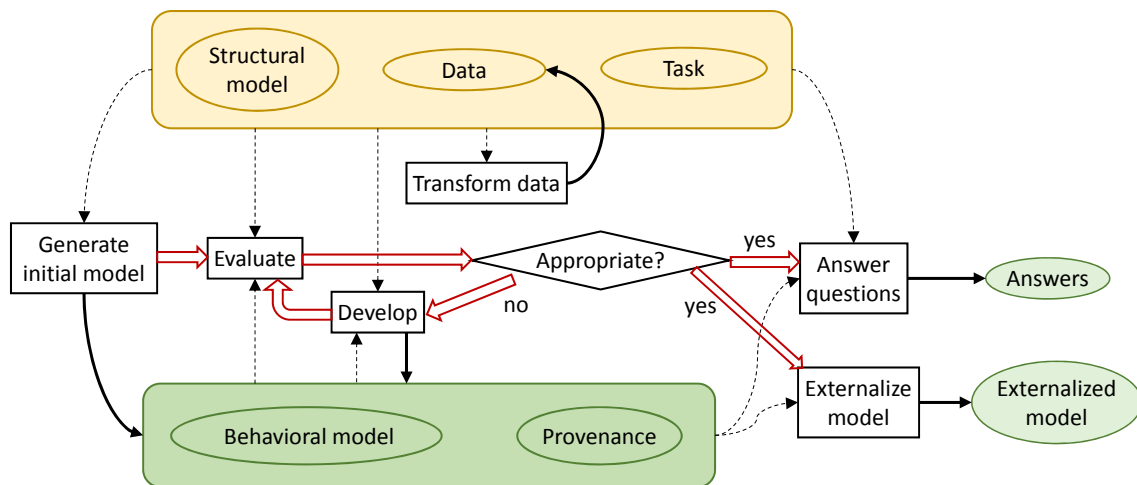 Structural
model
Data
Task
Transform data
Generate
initial model
Evaluate
Appropriate?
yes
Answer
questions
Answers
Develop
no
yes
Externalize
model
Externalized
model
Behavioral model
Provenance